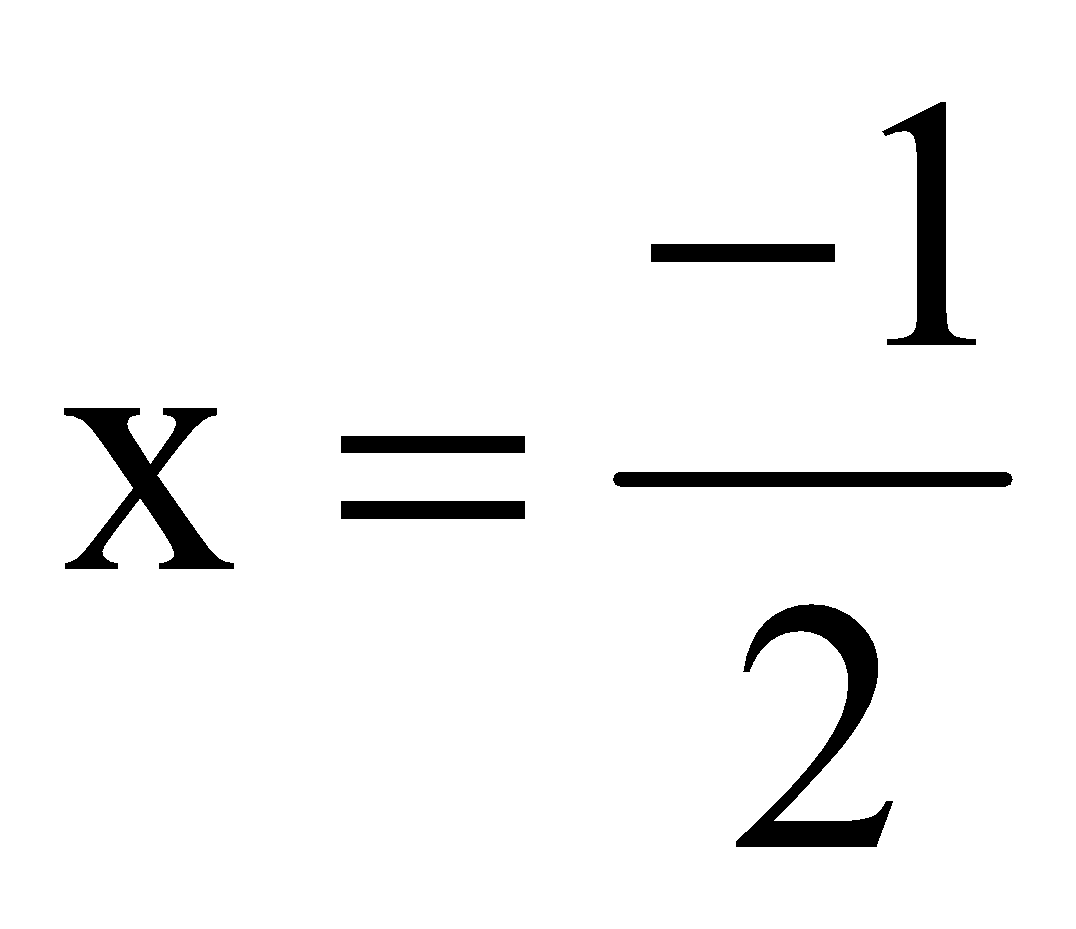 x = −1/2